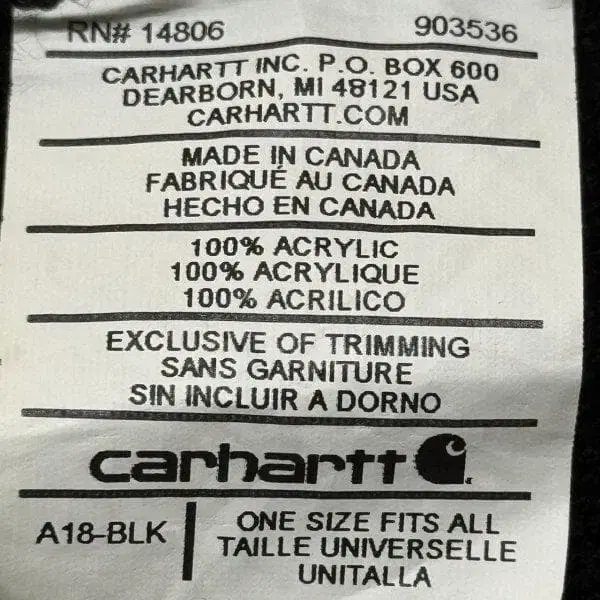 RN# 14806 903536
CARHARTT INC. P.O. BOX 600
DEARBORN, MI 48121 USA
CARHARTT.COM
MADE IN CANADA
FABRIQUÉ AU CANADA
HECHO EN CANADA
100% ACRYLIC
100% ACRYLIQUE
100% ACRILICO
EXCLUSIVE OF TRIMMING
SANS GARNITURE
SIN INCLUIR A DORNO
carhartt
A18-BLK
ONE SIZE FITS ALL
TAILLE UNIVERSELLE
UNITALLA